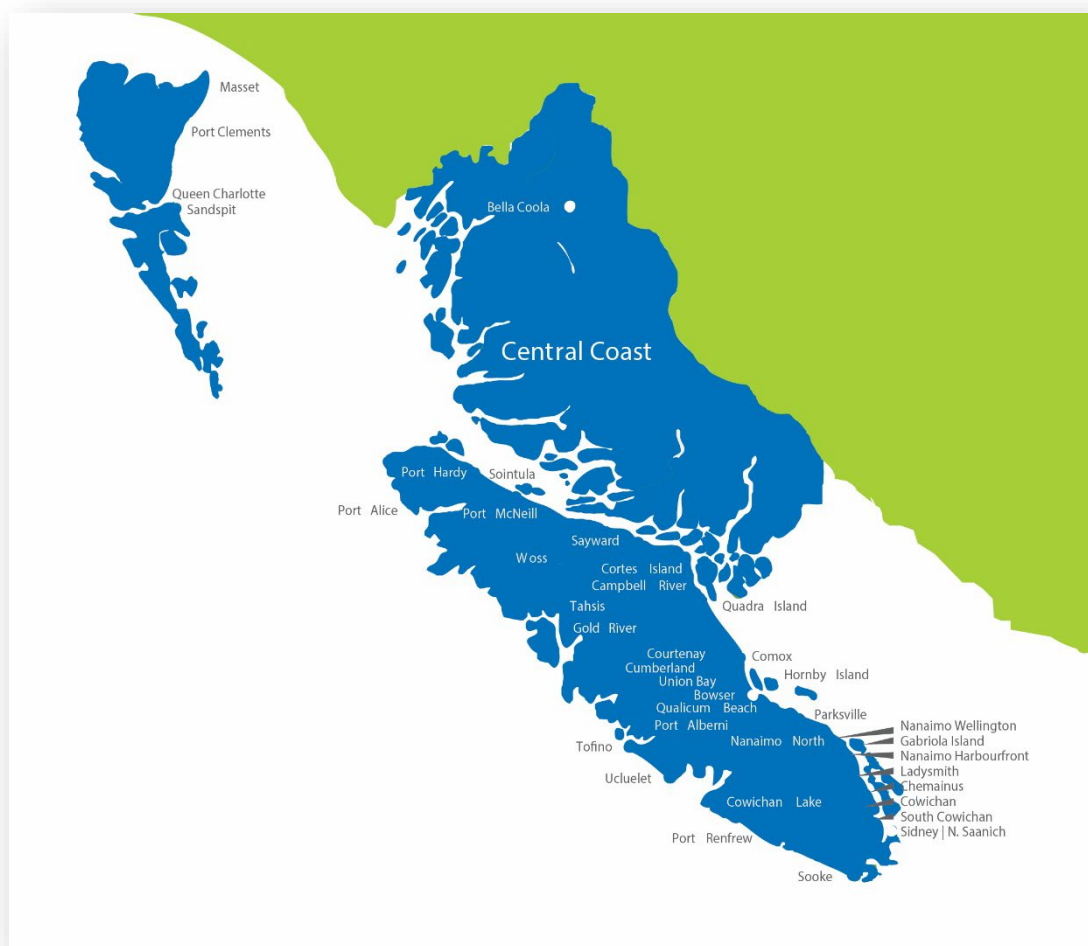 Masset
Port Clements
Queen Charlotte
Sandspit
Bella Coola
Central Coast
Port Hardy
Sointula
Port Alice
Port McNeill
Sayward
Woss
Cortes Island
Campbell River
Tahsis
Quadra Island
Gold River
Courtenay
Comox
Cumberland
Hornby Island
Union Bay
Bowser
Qualicum Beach
Parksville
Port Alberni
Nanaimo North
Tofino
Ucluelet
Nanaimo Wellington
Gabriola Island
Nanaimo Harbourfront
Ladysmith
Chemainus
Cowichan
South Cowichan
Sidney | N. Saanich
Cowichan Lake
Port Renfrew
Sooke